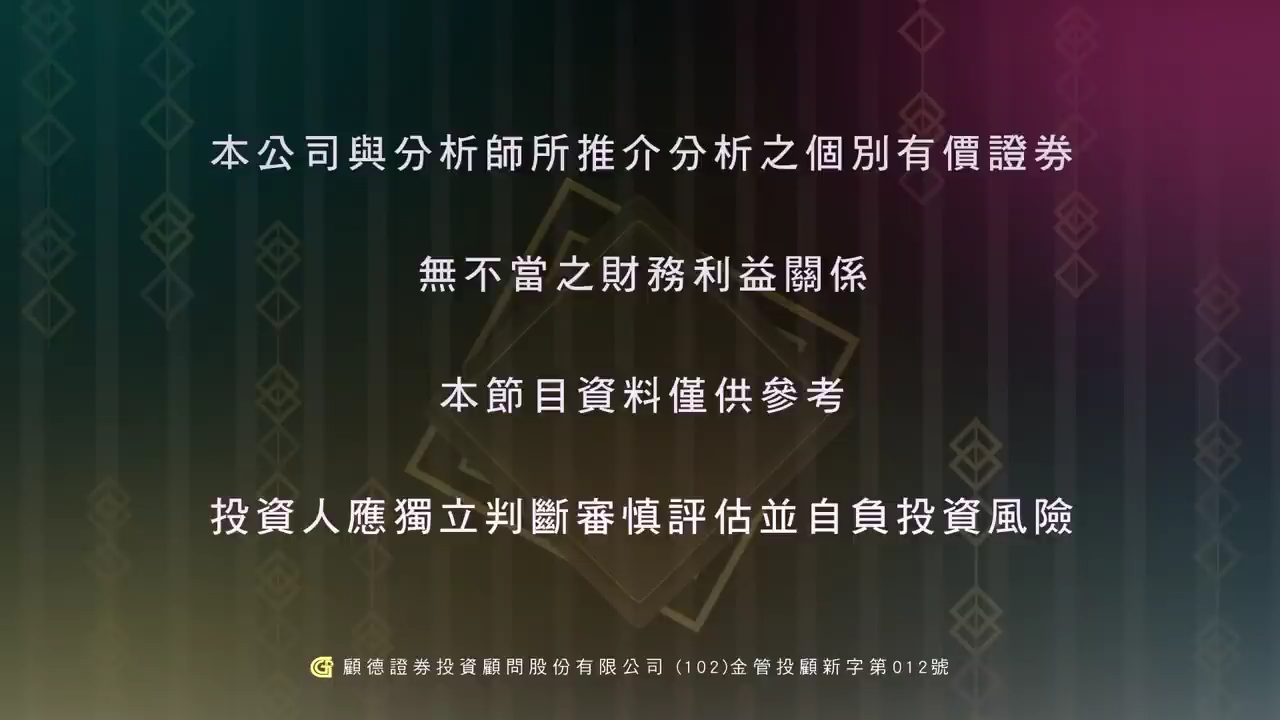 本公司與分析師所推介分析之個別有價證券
無不當之財務利益關係
本節目資料僅供參考
投資人應獨立判斷審慎評估並自負投資風險
顧德證券投資顧問股份有限公司 (102)金管投顧新字第012號